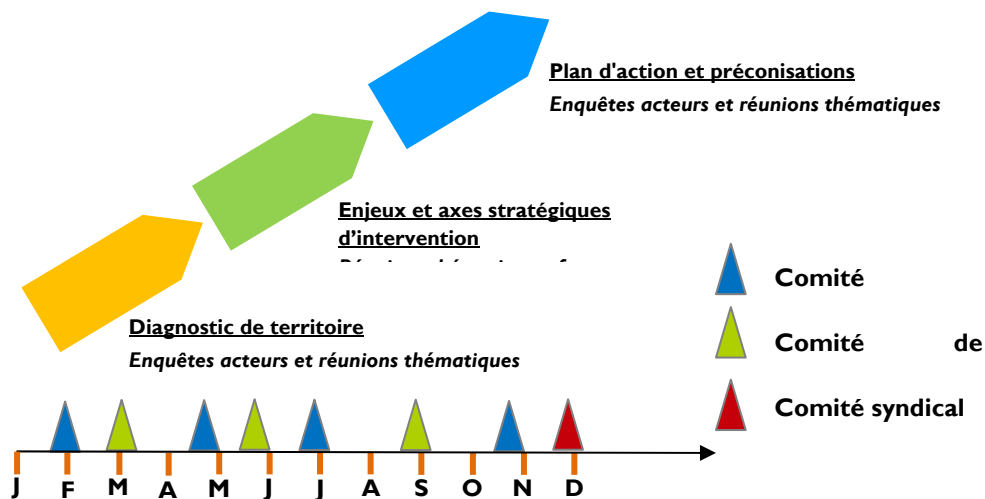 Plan d'action et préconisations
Enquêtes acteurs et réunions thématiques
Enjeux et axes stratégiques
d'intervention
Diagnostic de territoire
Enquêtes acteurs et réunions thématiques
Comité
Comité de
Comité syndical
J F M A M J J A S O N D